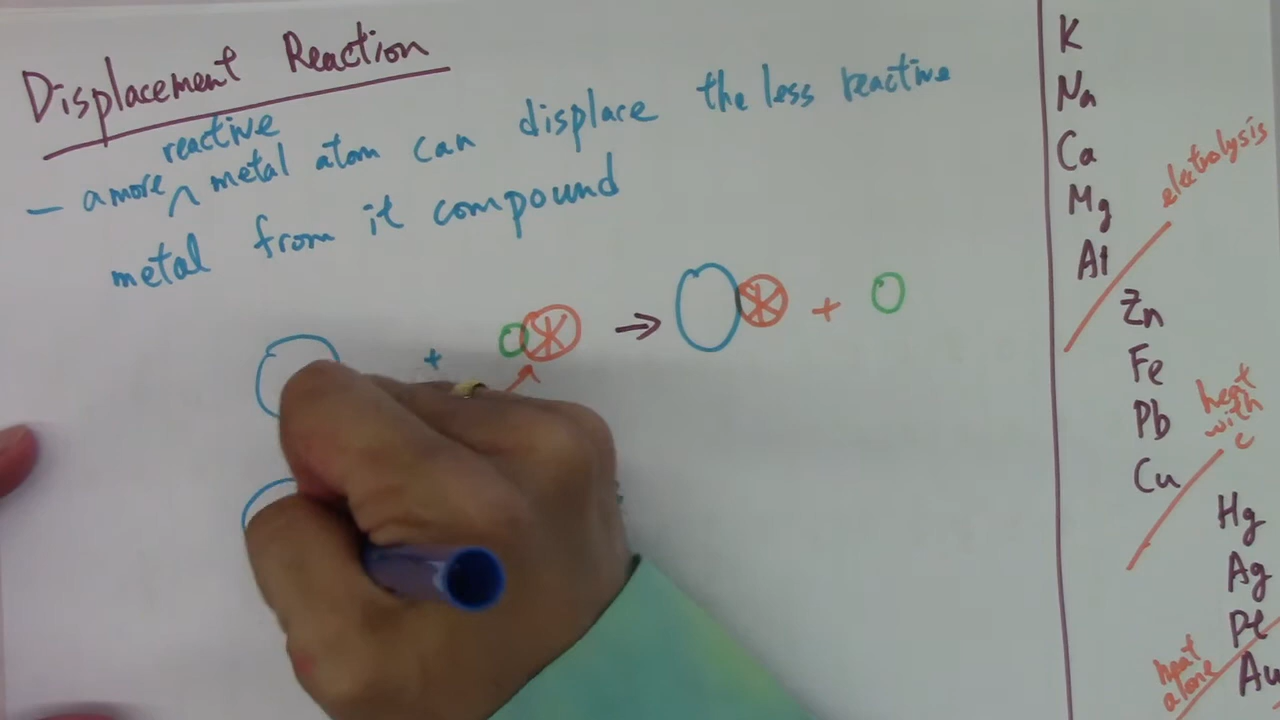 Displacement Reaction
reactive
- a more ^ metal atom can displace the less reactive
metal from it compound
+
→ +
K
Na
Ca
Mg
Al
electrolysis
Zn
Fe
Pb
Cu
heat
with
c
Hg
Ag
Pt
Au
heat
alone